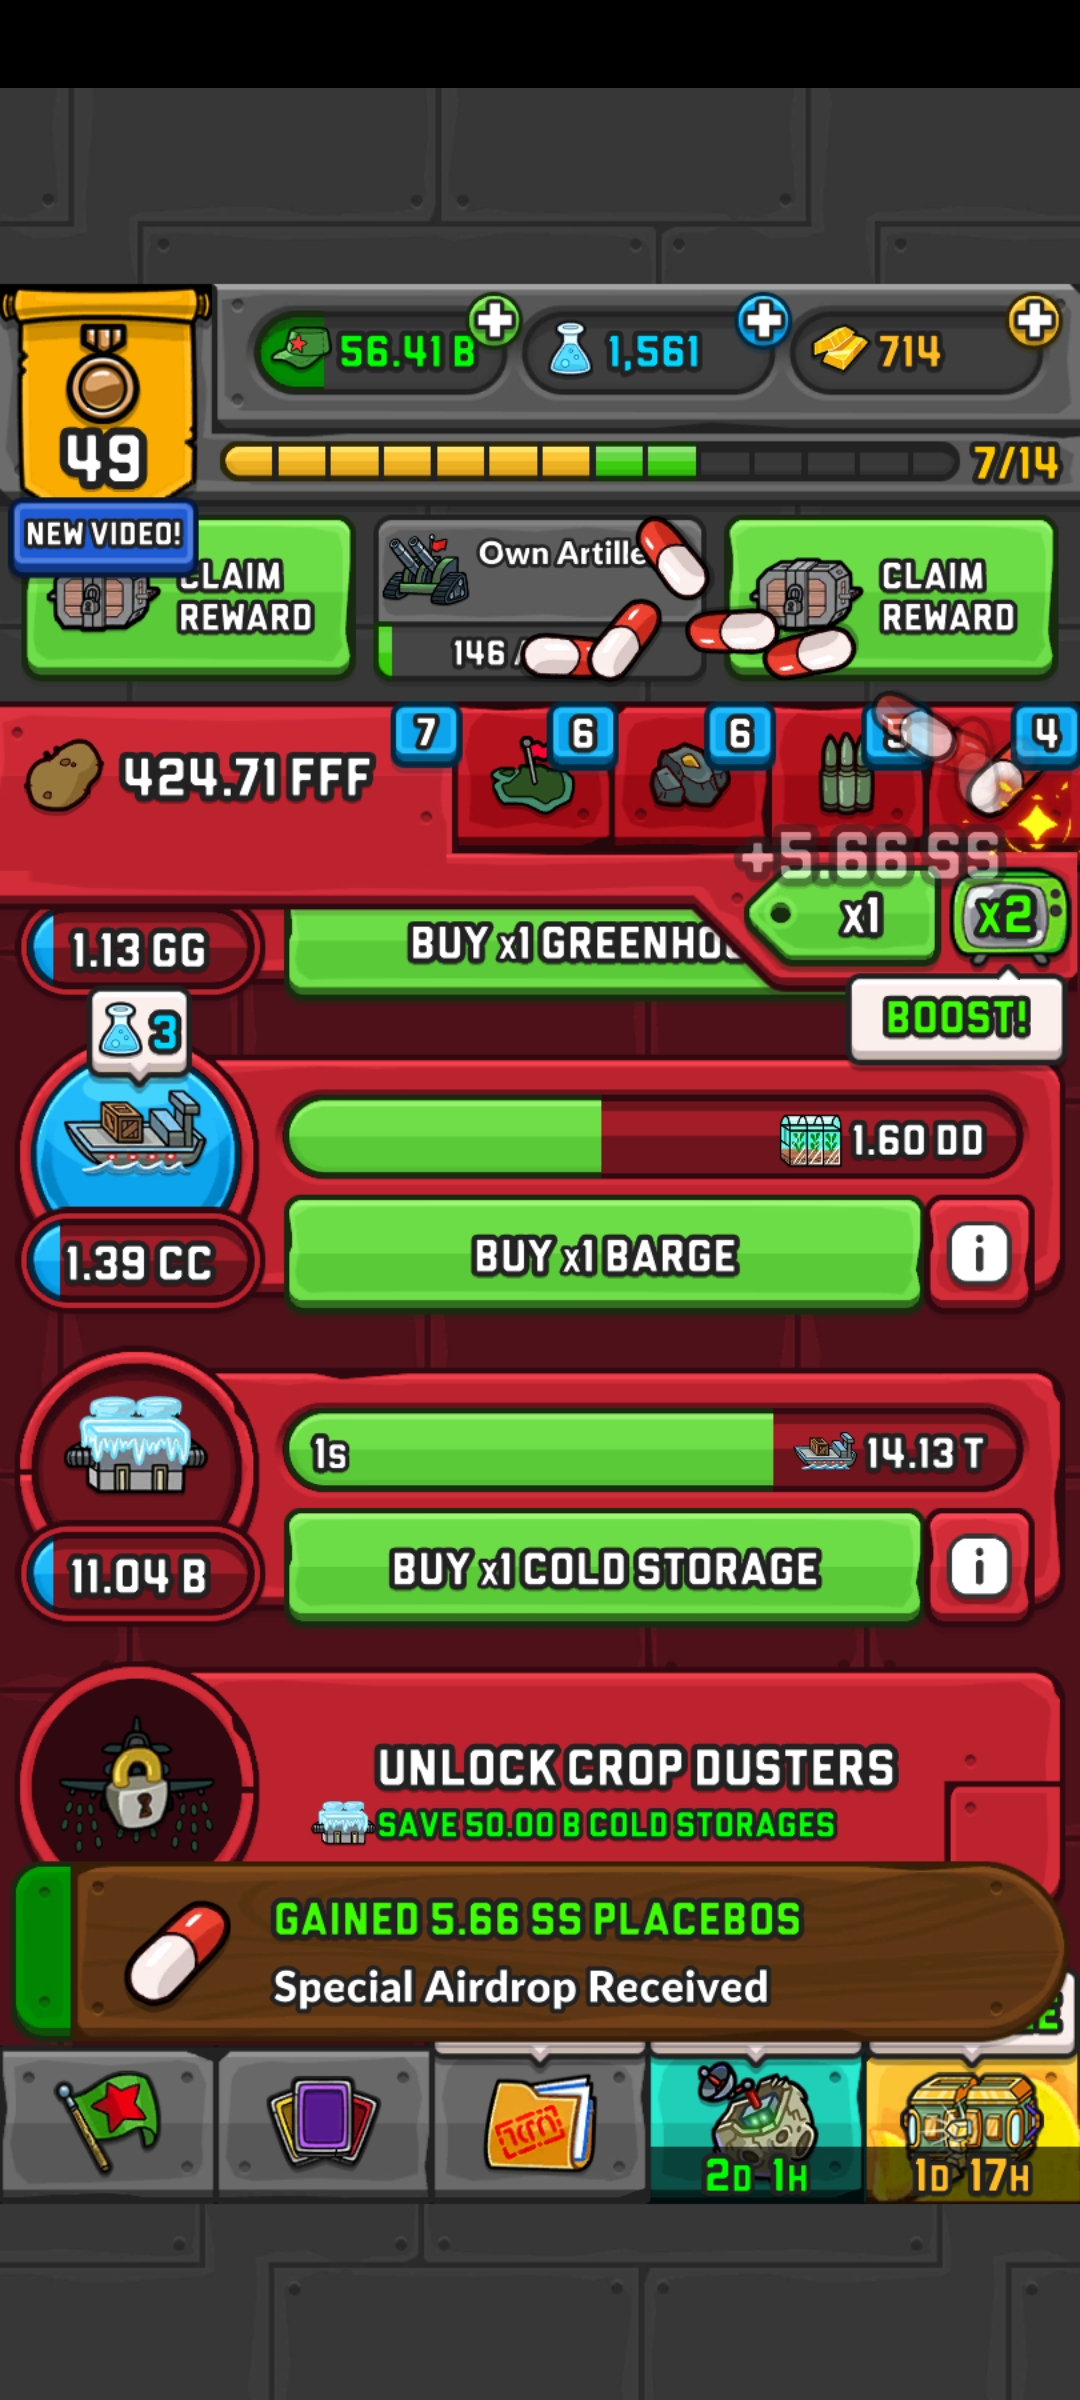 56.41 B
1,561
714
49
7/14
NEW VIDEO!
CLAIM
REWARD
Own Artille
146 /
CLAIM
REWARD
424.71 FFF
7
6
6
5
4
+5.66 SS
x1
x2
BOOST!
1.13 GG
BUY x1 GREENHO
3
1.60 DD
1.39 CC
BUY x1 BARGE
i
1s
14.13 T
11.04 B
BUY x1 COLD STORAGE
i
UNLOCK CROP DUSTERS
SAVE 50.00 B COLD STORAGES
GAINED 5.66 SS PLACEBOS
Special Airdrop Received
2D 1H
1D 17H